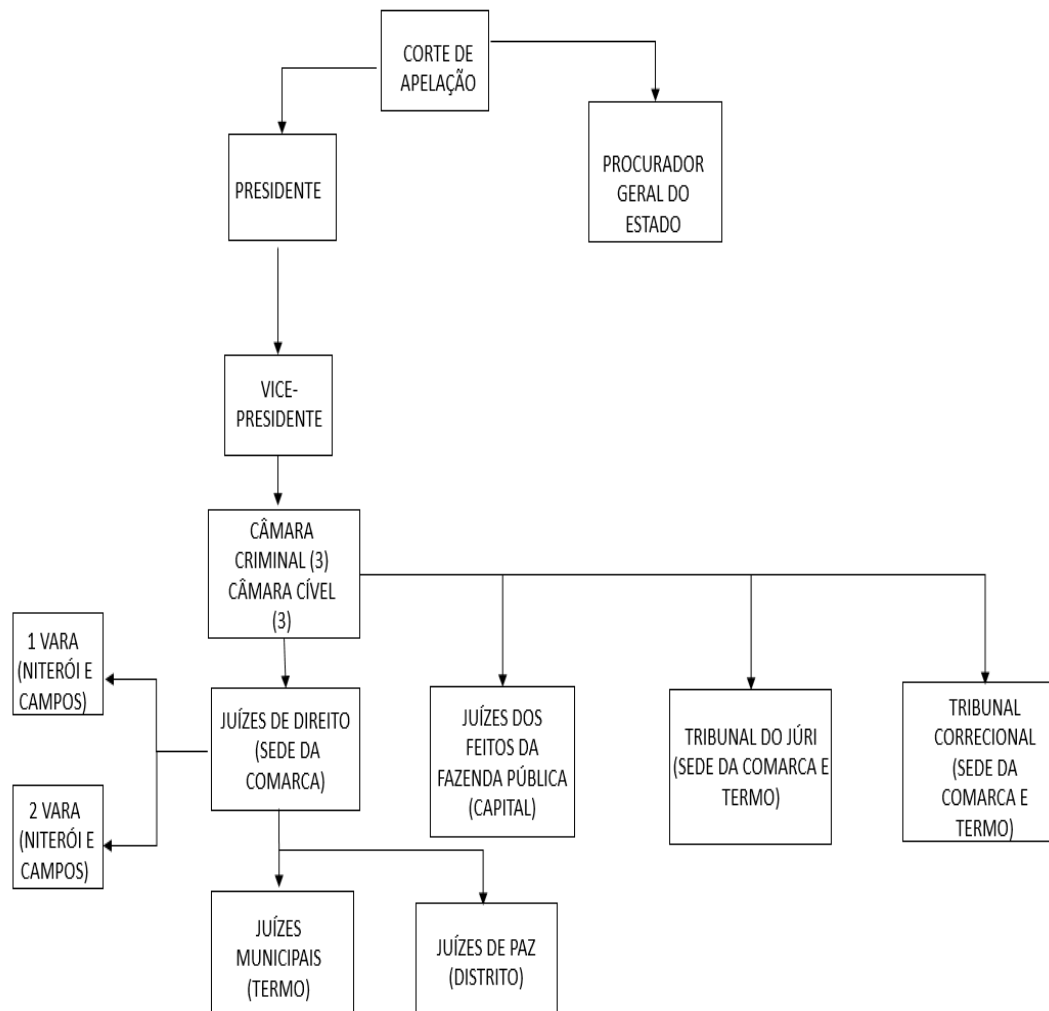 CORTE DE
APELAÇÃO
PRESIDENTE
PROCURADOR
GERAL DO
ESTADO
VICE-
PRESIDENTE
CÂMARA
CRIMINAL (3)
CÂMARA CÍVEL
(3)
1 VARA
(NITERÓI E
CAMPOS)
2 VARA
(NITERÓI E
CAMPOS)
JUÍZES DE DIREITO
(SEDE DA
COMARCA)
JUÍZES DOS
FEITOS DA
FAZENDA PÚBLICA
(CAPITAL)
TRIBUNAL DO JÚRI
(SEDE DA COMARCA E
TERMO)
TRIBUNAL
CORRECIONAL
(SEDE DA
COMARCA E
TERMO)
JUÍZES
MUNICIPAIS
(TERMO)
JUÍZES DE PAZ
(DISTRITO)